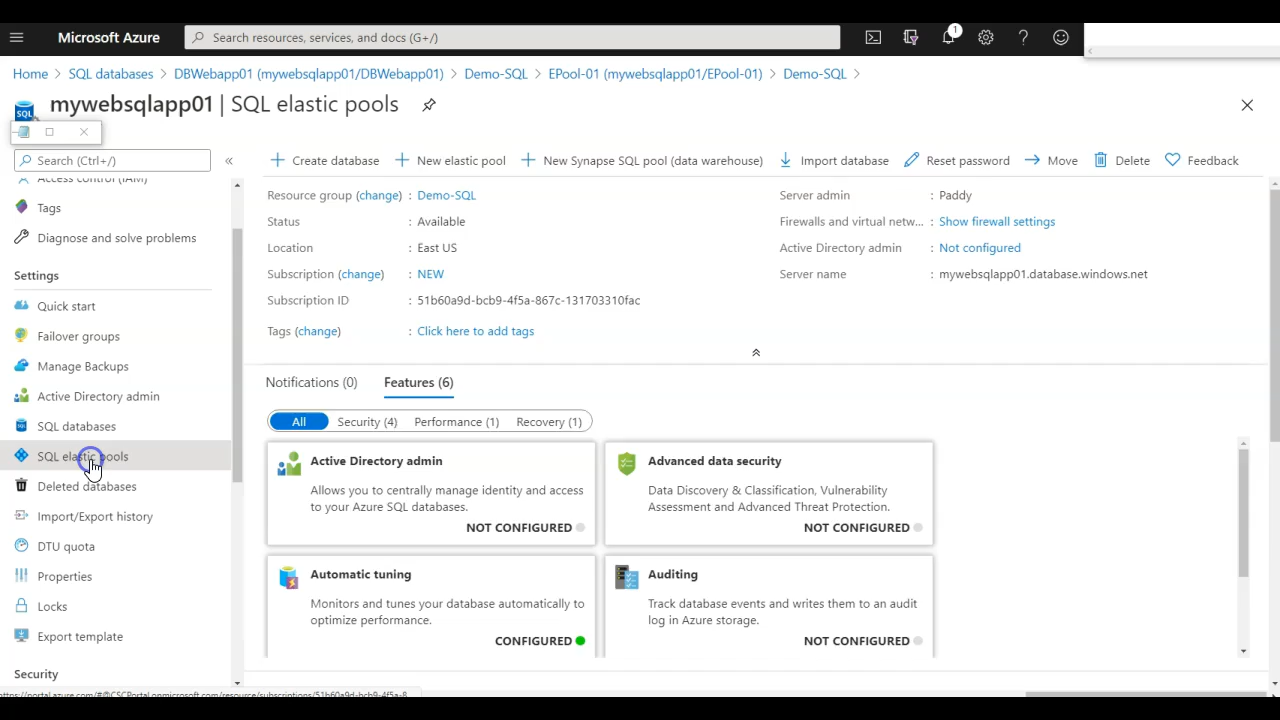 Microsoft Azure
Search resources, services, and docs (G+/)
1
Home > SQL databases > DBWebapp01 (mywebsqlapp01/DBWebapp01) > Demo-SQL > EPool-01 (mywebsqlapp01/EPool-01) > Demo-SQL >
SQL
mywebsqlapp01 | SQL elastic pools
Search (Ctrl+/)
Create database
New elastic pool
New Synapse SQL pool (data warehouse)
Import database
Reset password
Move
Delete
Feedback
Access control (IAM)
Tags
Diagnose and solve problems
Settings
Quick start
Failover groups
Manage Backups
Active Directory admin
SQL databases
SQL elastic pools
Deleted databases
Import/Export history
DTU quota
Properties
Locks
Export template
Security
Resource group (change) : Demo-SQL
Status : Available
Location : East US
Subscription (change) : NEW
Subscription ID : 51b60a9d-bcb9-4f5a-867c-131703310fac
Tags (change) : Click here to add tags
Server admin : Paddy
Firewalls and virtual netw... : Show firewall settings
Active Directory admin : Not configured
Server name : mywebsqlapp01.database.windows.net
Notifications (0)
Features (6)
All
Security (4)
Performance (1)
Recovery (1)
Active Directory admin
Allows you to centrally manage identity and access
to your Azure SQL databases.
NOT CONFIGURED
Advanced data security
Data Discovery & Classification, Vulnerability
Assessment and Advanced Threat Protection.
NOT CONFIGURED
Automatic tuning
Monitors and tunes your database automatically to
optimize performance.
CONFIGURED
Auditing
Track database events and writes them to an audit
log in Azure storage.
NOT CONFIGURED